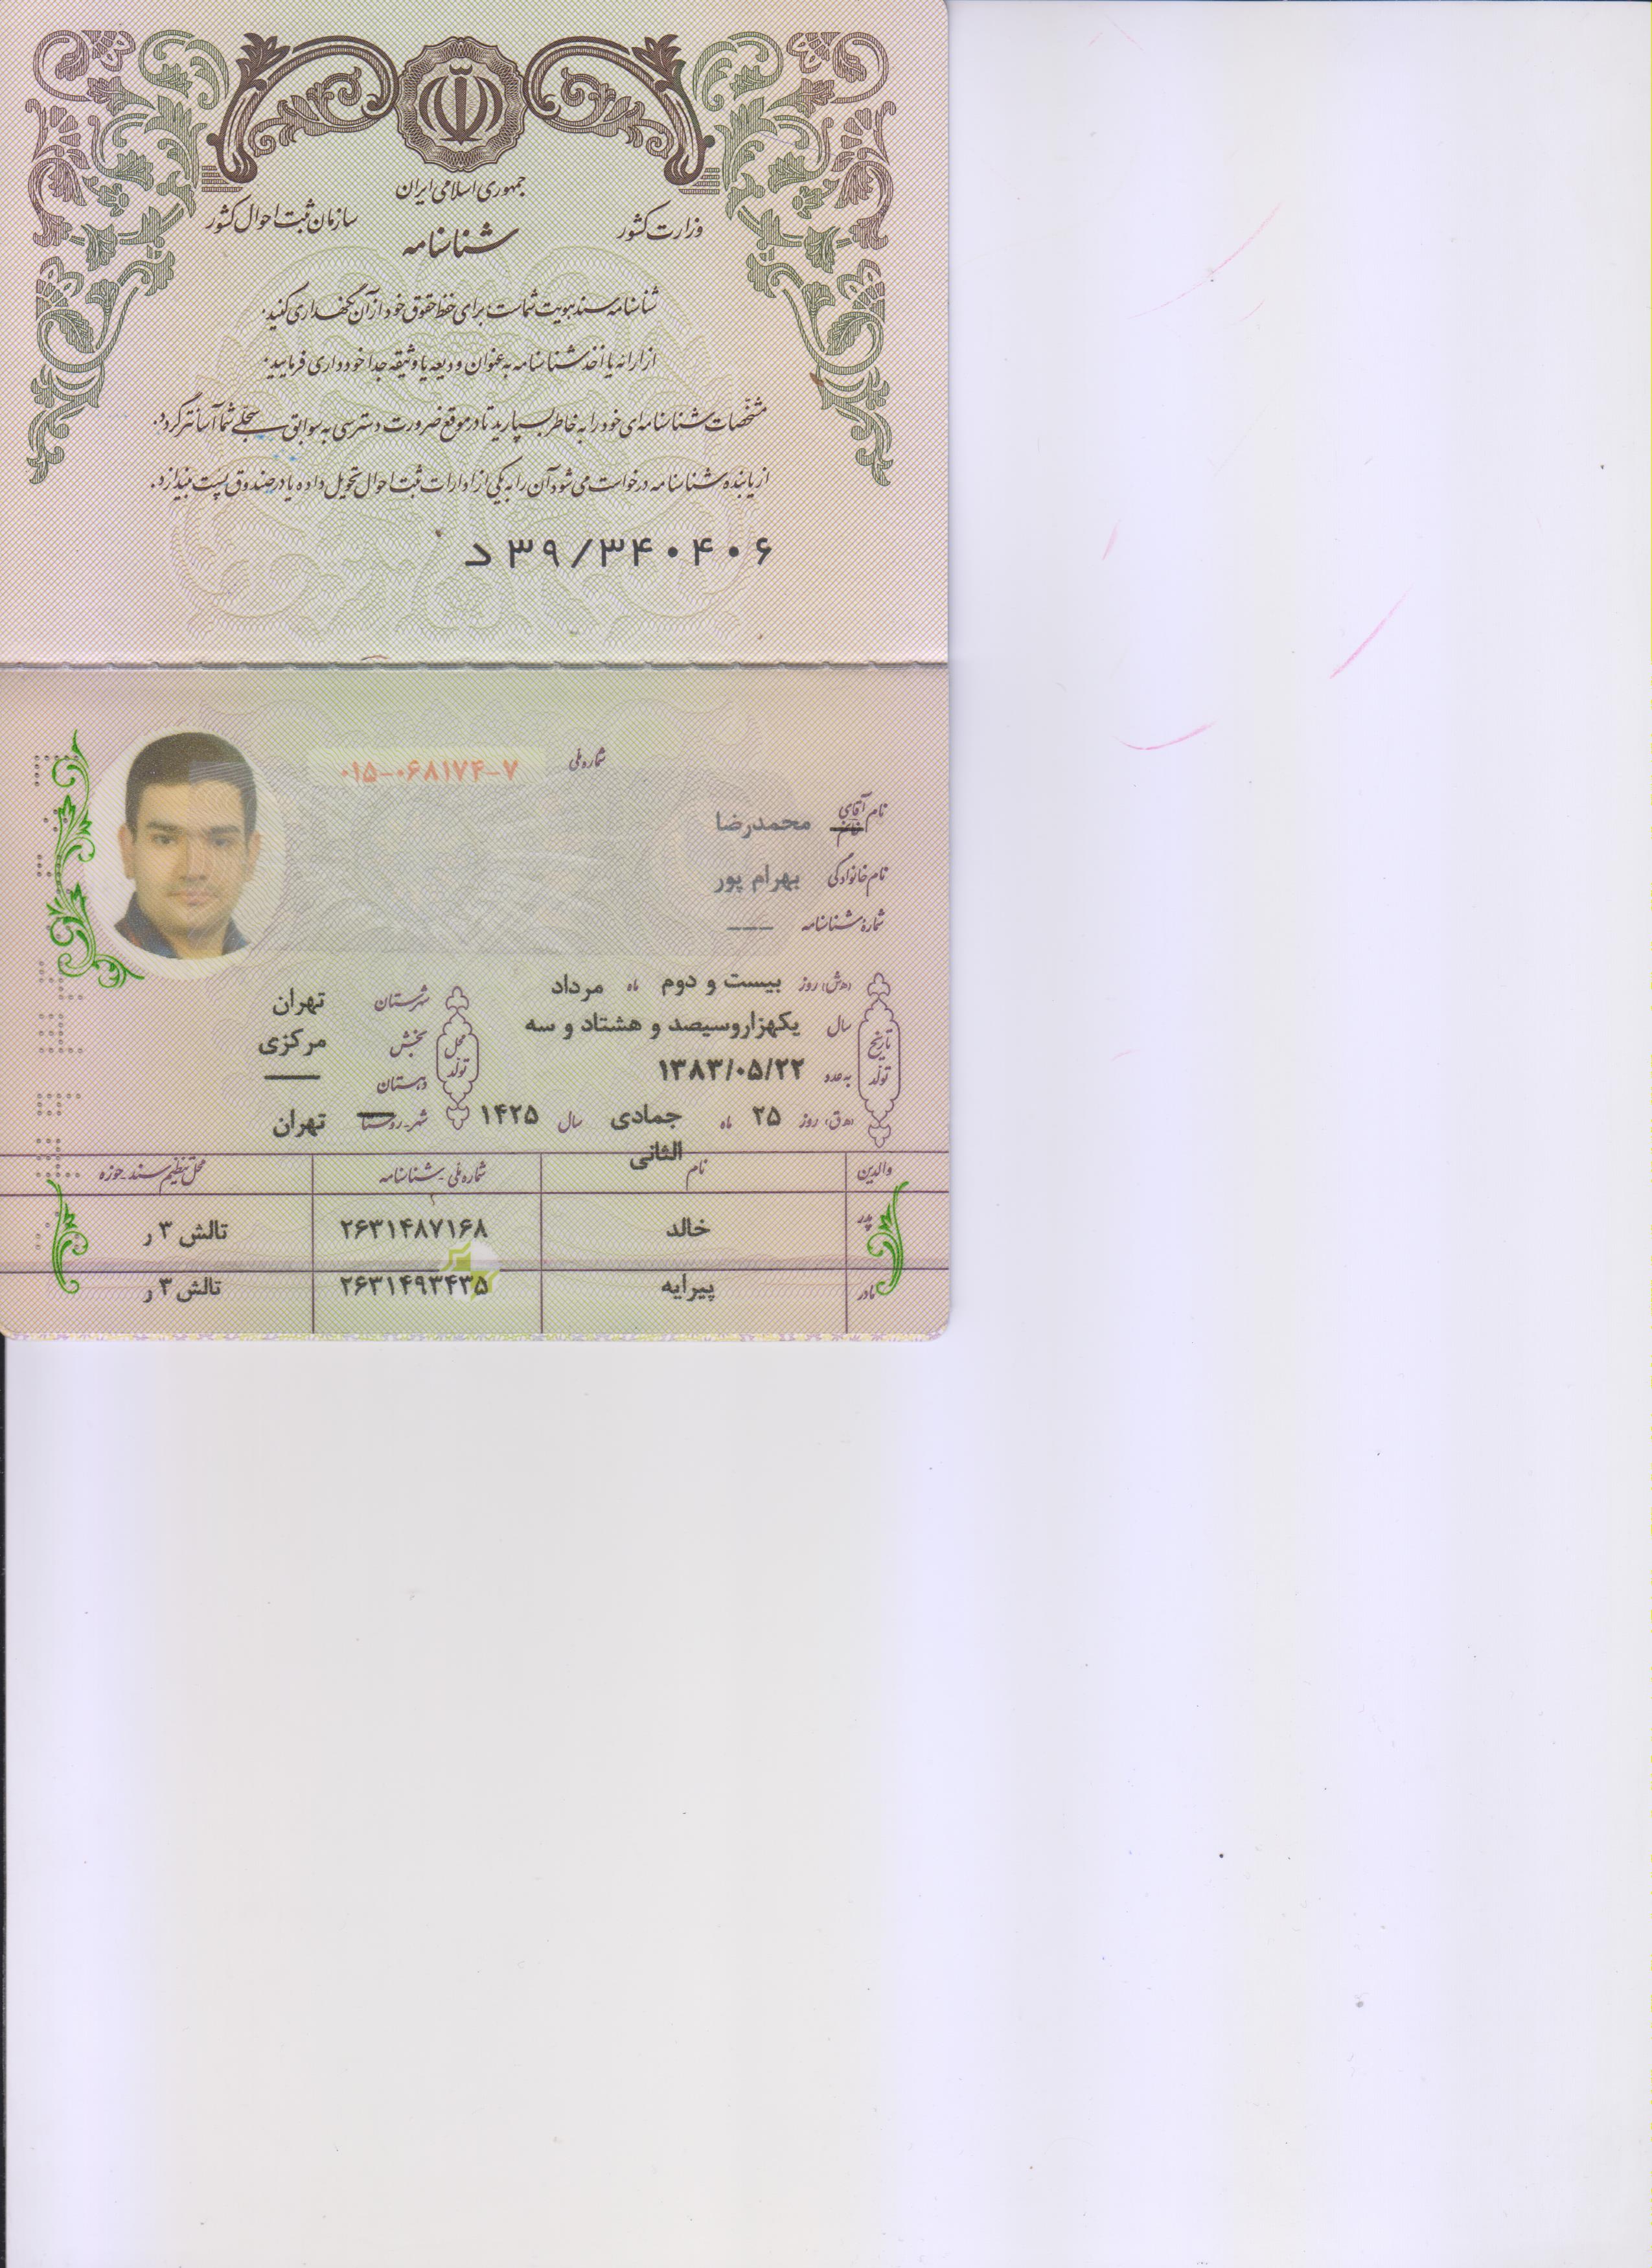 جمهوری اسلامی ایران
وزارت کشور
سازمان ثبت احوال کشور
شناسنامه
شناسنامه سند هویت شماست برای حفظ حقوق خود از آن نگهداری کنید.
از ارائه یا اخذ شناسنامه به عنوان ودیعه یا وثیقه جداً خودداری فرمایید.
مشخصات شناسنامه‌ای خود را به خاطر بسپارید تا در موقع ضرورت دسترسی به سوابق سجلی شما آسانتر گردد.
از یابنده شناسنامه درخواست می‌شود آن را به یکی از ادارات ثبت احوال تحویل داده یا در صندوق پست بیندازد.
د ۳۹/۳۴۰۴۰۶
شماره ملی ۰۱۵-۰۶۸۱۷۴-۷
نام آقای خانم محمدرضا
نام خانوادگی بهرام پور
شمارهٔ شناسنامه ---
تاریخ تولد
(ه.ش) روز بیست و دوم ماه مرداد
سال یکهزاروسیصد و هشتاد و سه
به عدد ۱۳۸۳/۰۵/۲۲
(ه.ق) روز ۲۵ ماه جمادی الثانی سال ۱۴۲۵
محل تولد
شهرستان تهران
بخش مرکزی
دهستان —
شهر-روستا تهران
والدین نام شماره ملی-شناسنامه محل تنظیم سند-حوزه
پدر خالد ۲۶۳۱۴۸۷۱۶۸ تالش ۳ ر
مادر پیرایه ۲۶۳۱۴۹۳۴۳۵ تالش ۳ ر